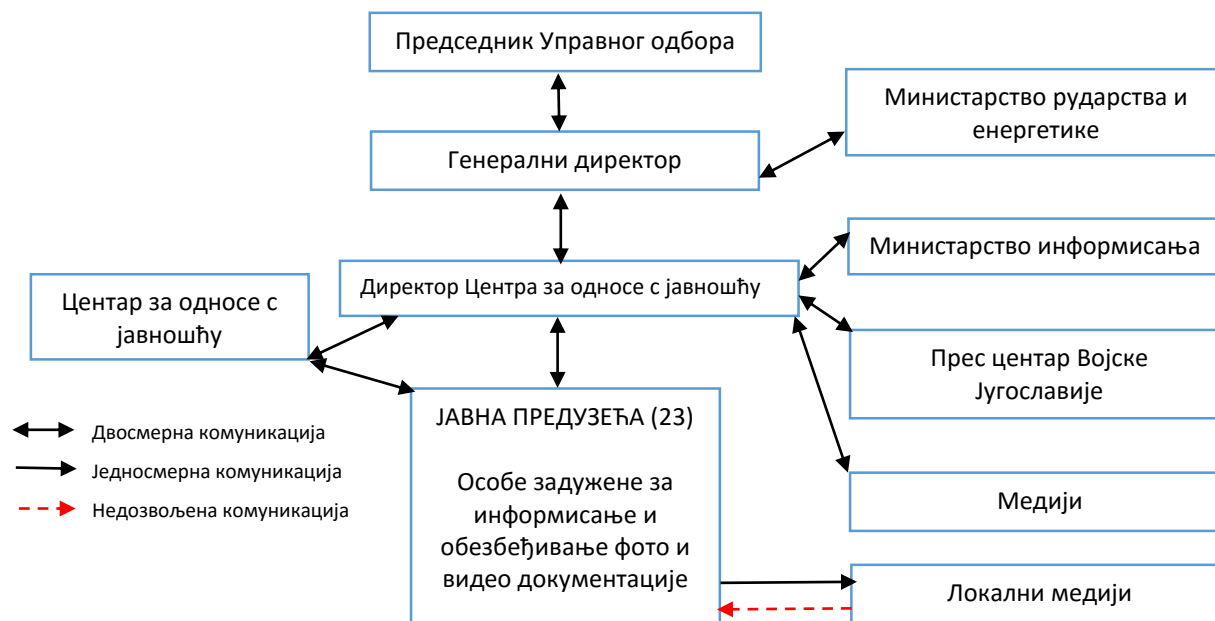 Председник Управног одбора
Министарство рударства и
енергетике
Генерални директор
Министарство информисања
Директор Центра за односе с јавношћу
Центар за односе с
јавношћу
Прес центар Војске
Југославије
ЈАВНА ПРЕДУЗЕЋА (23)
Особе задужене за
информисање и
обезбеђивање фото и
видео документације
Двосмерна комуникација
Једносмерна комуникација
Недозвољена комуникација
Медији
Локални медији